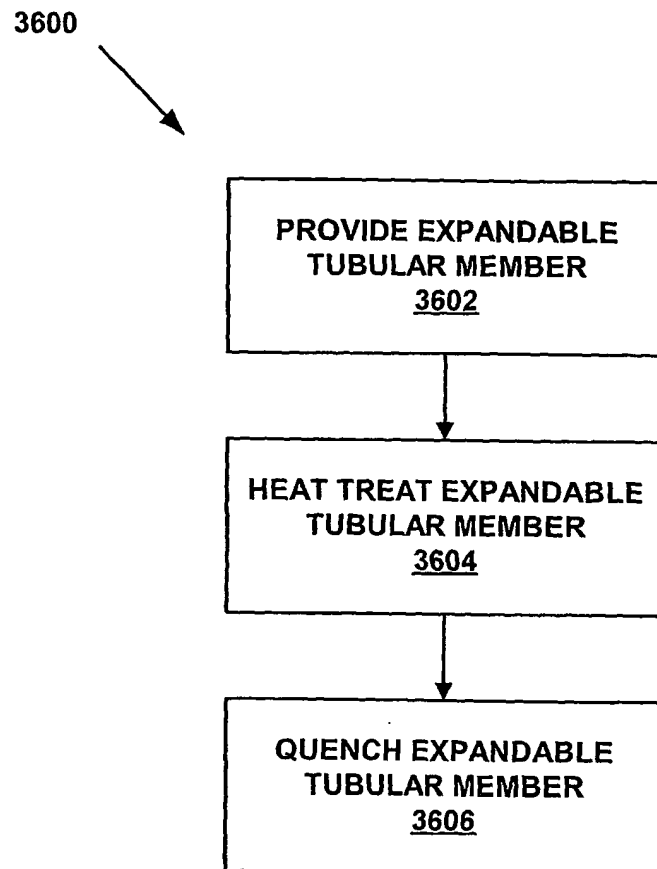 3600
PROVIDE EXPANDABLE
TUBULAR MEMBER
3602
HEAT TREAT EXPANDABLE
TUBULAR MEMBER
3604
QUENCH EXPANDABLE
TUBULAR MEMBER
3606